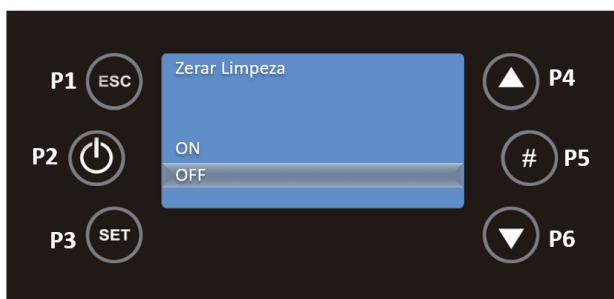 P1 ESC
Zerar Limpeza
P4
P2
ON
# P5
OFF
P3 SET
P6